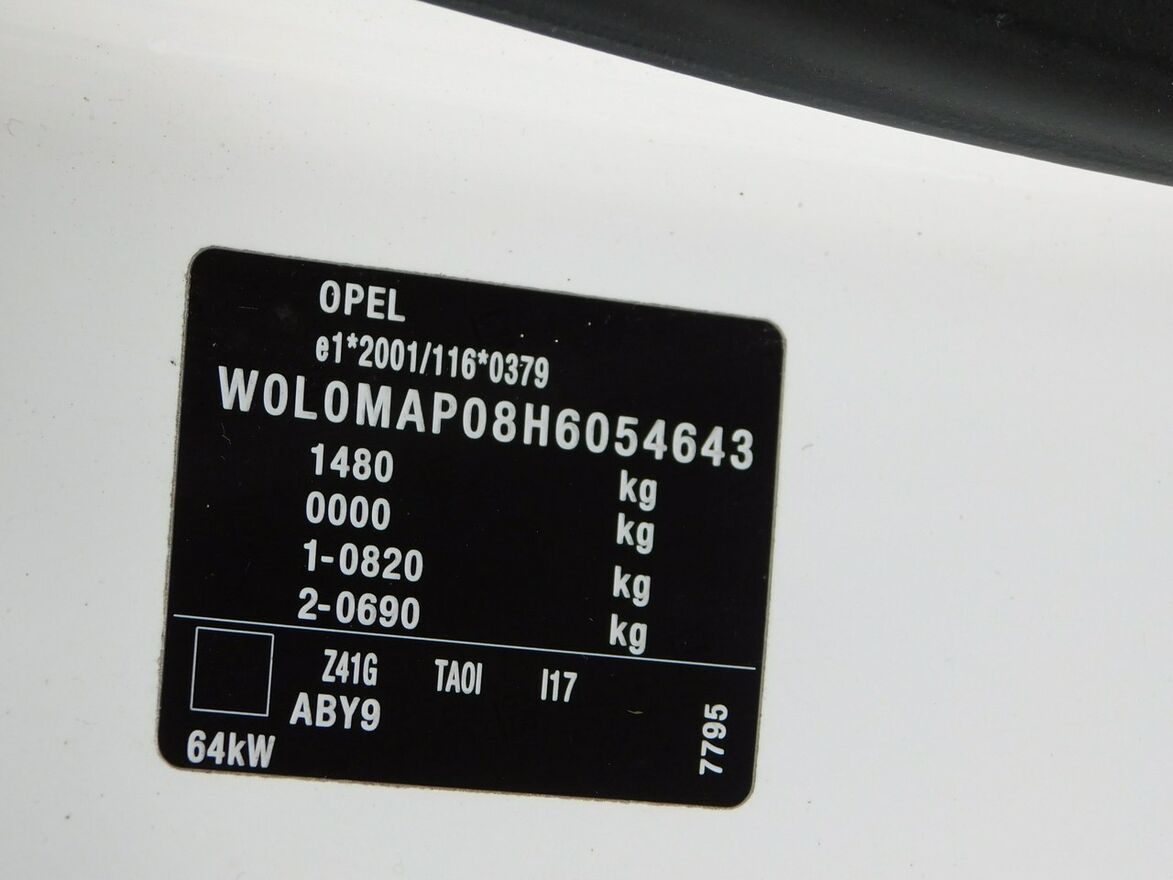 OPEL
e1*2001/116*0379
W0L0MAP08H6054643
1480 kg
0000 kg
1-0820 kg
2-0690 kg
Z41G TA0I I17
ABY9
64kW
7795